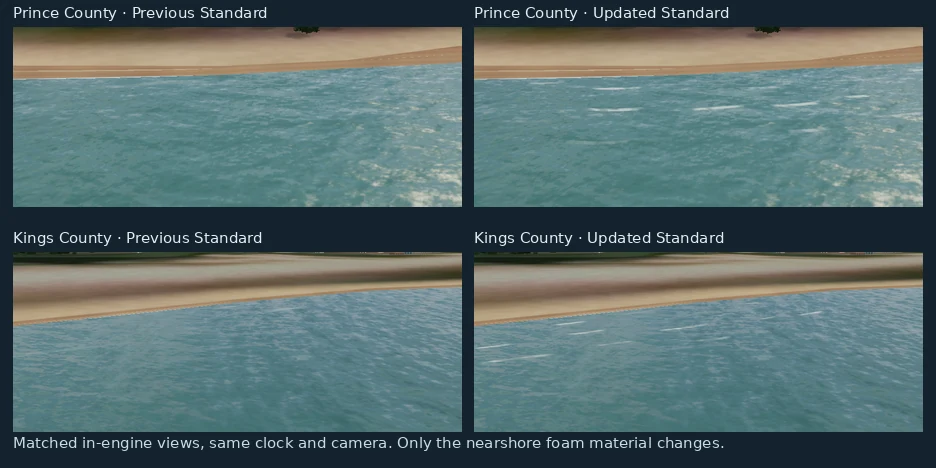 Prince County · Previous Standard
Prince County · Updated Standard
Kings County · Previous Standard
Kings County · Updated Standard
Matched in-engine views, same clock and camera. Only the nearshore foam material changes.